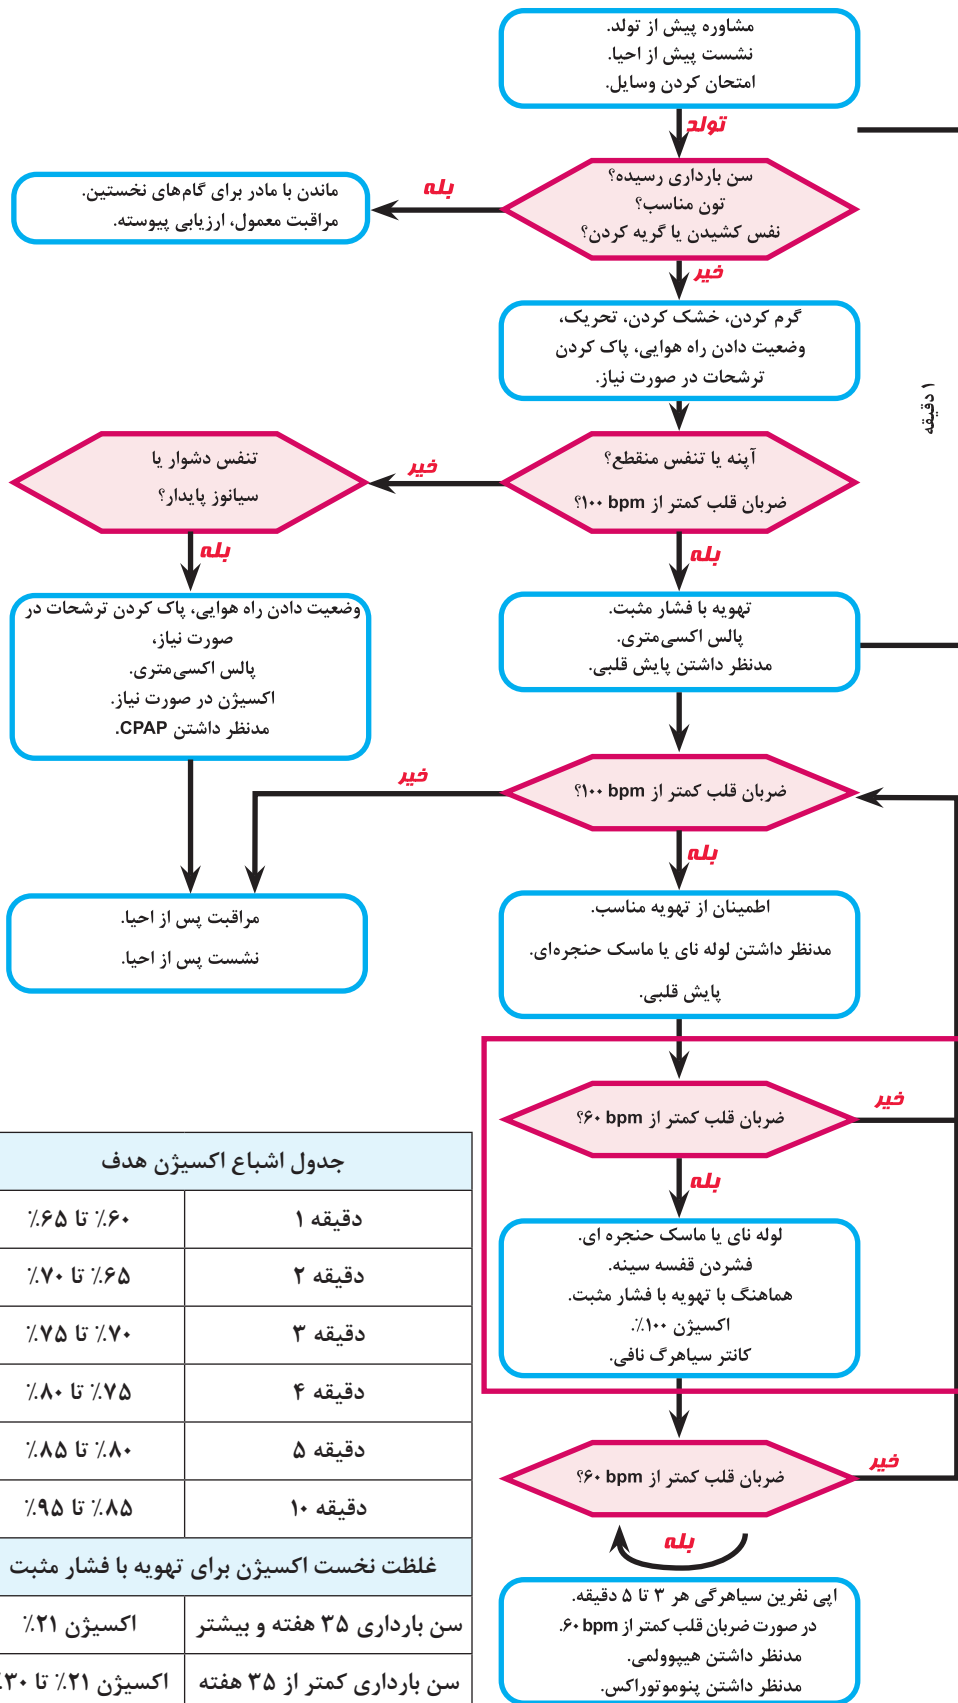 مشاوره پیش از تولد.
نشست پیش از احیا.
امتحان کردن وسایل.
تولد
سن بارداری رسیده؟
تون مناسب؟
نفس کشیدن یا گریه کردن؟
بله
ماندن با مادر برای گام‌های نخستین.
مراقبت معمول، ارزیابی پیوسته.
خیر
گرم کردن، خشک کردن، تحریک،
وضعیت دادن راه هوایی، پاک کردن
ترشحات در صورت نیاز.
۱ دقیقه
آپنه یا تنفس منقطع؟
ضربان قلب کمتر از ۱۰۰ bpm؟
خیر
تنفس دشوار یا
سیانوز پایدار؟
بله
بله
تهویه با فشار مثبت.
پالس اکسی‌متری.
مدنظر داشتن پایش قلبی.
وضعیت دادن راه هوایی، پاک کردن ترشحات در
صورت نیاز،
پالس اکسی‌متری.
اکسیژن در صورت نیاز.
مدنظر داشتن CPAP.
ضربان قلب کمتر از ۱۰۰ bpm؟
خیر
بله
مراقبت پس از احیا.
نشست پس از احیا.
اطمینان از تهویه مناسب.
مدنظر داشتن لوله نای یا ماسک حنجره‌ای.
پایش قلبی.
ضربان قلب کمتر از ۶۰ bpm؟
خیر
بله
لوله نای یا ماسک حنجره ای.
فشردن قفسه سینه.
هماهنگ با تهویه با فشار مثبت.
اکسیژن ۱۰۰٪.
کانتر سیاهرگ نافی.
ضربان قلب کمتر از ۶۰ bpm؟
خیر
بله
اپی نفرین سیاهرگی هر ۳ تا ۵ دقیقه.
در صورت ضربان قلب کمتر از ۶۰ bpm.
مدنظر داشتن هیپوولمی.
مدنظر داشتن پنوموتوراکس.
جدول اشباع اکسیژن هدف
دقیقه ۱ ۶۰٪ تا ۶۵٪
دقیقه ۲ ۶۵٪ تا ۷۰٪
دقیقه ۳ ۷۰٪ تا ۷۵٪
دقیقه ۴ ۷۵٪ تا ۸۰٪
دقیقه ۵ ۸۰٪ تا ۸۵٪
دقیقه ۱۰ ۸۵٪ تا ۹۵٪
غلظت نخست اکسیژن برای تهویه با فشار مثبت
سن بارداری ۳۵ هفته و بیشتر اکسیژن ۲۱٪
سن بارداری کمتر از ۳۵ هفته اکسیژن ۲۱٪ تا ۳۰٪